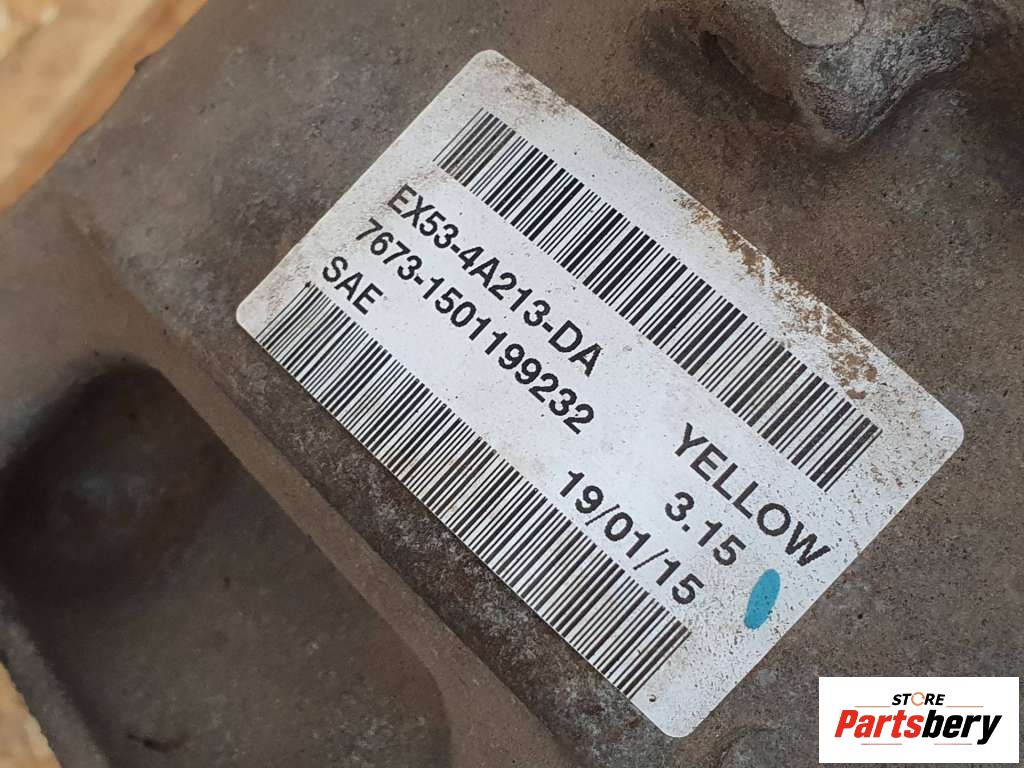 EX53-4A213-DA YELLOW
7673-1501199232 3.15
SAE 19/01/15
STORE
Partsbery